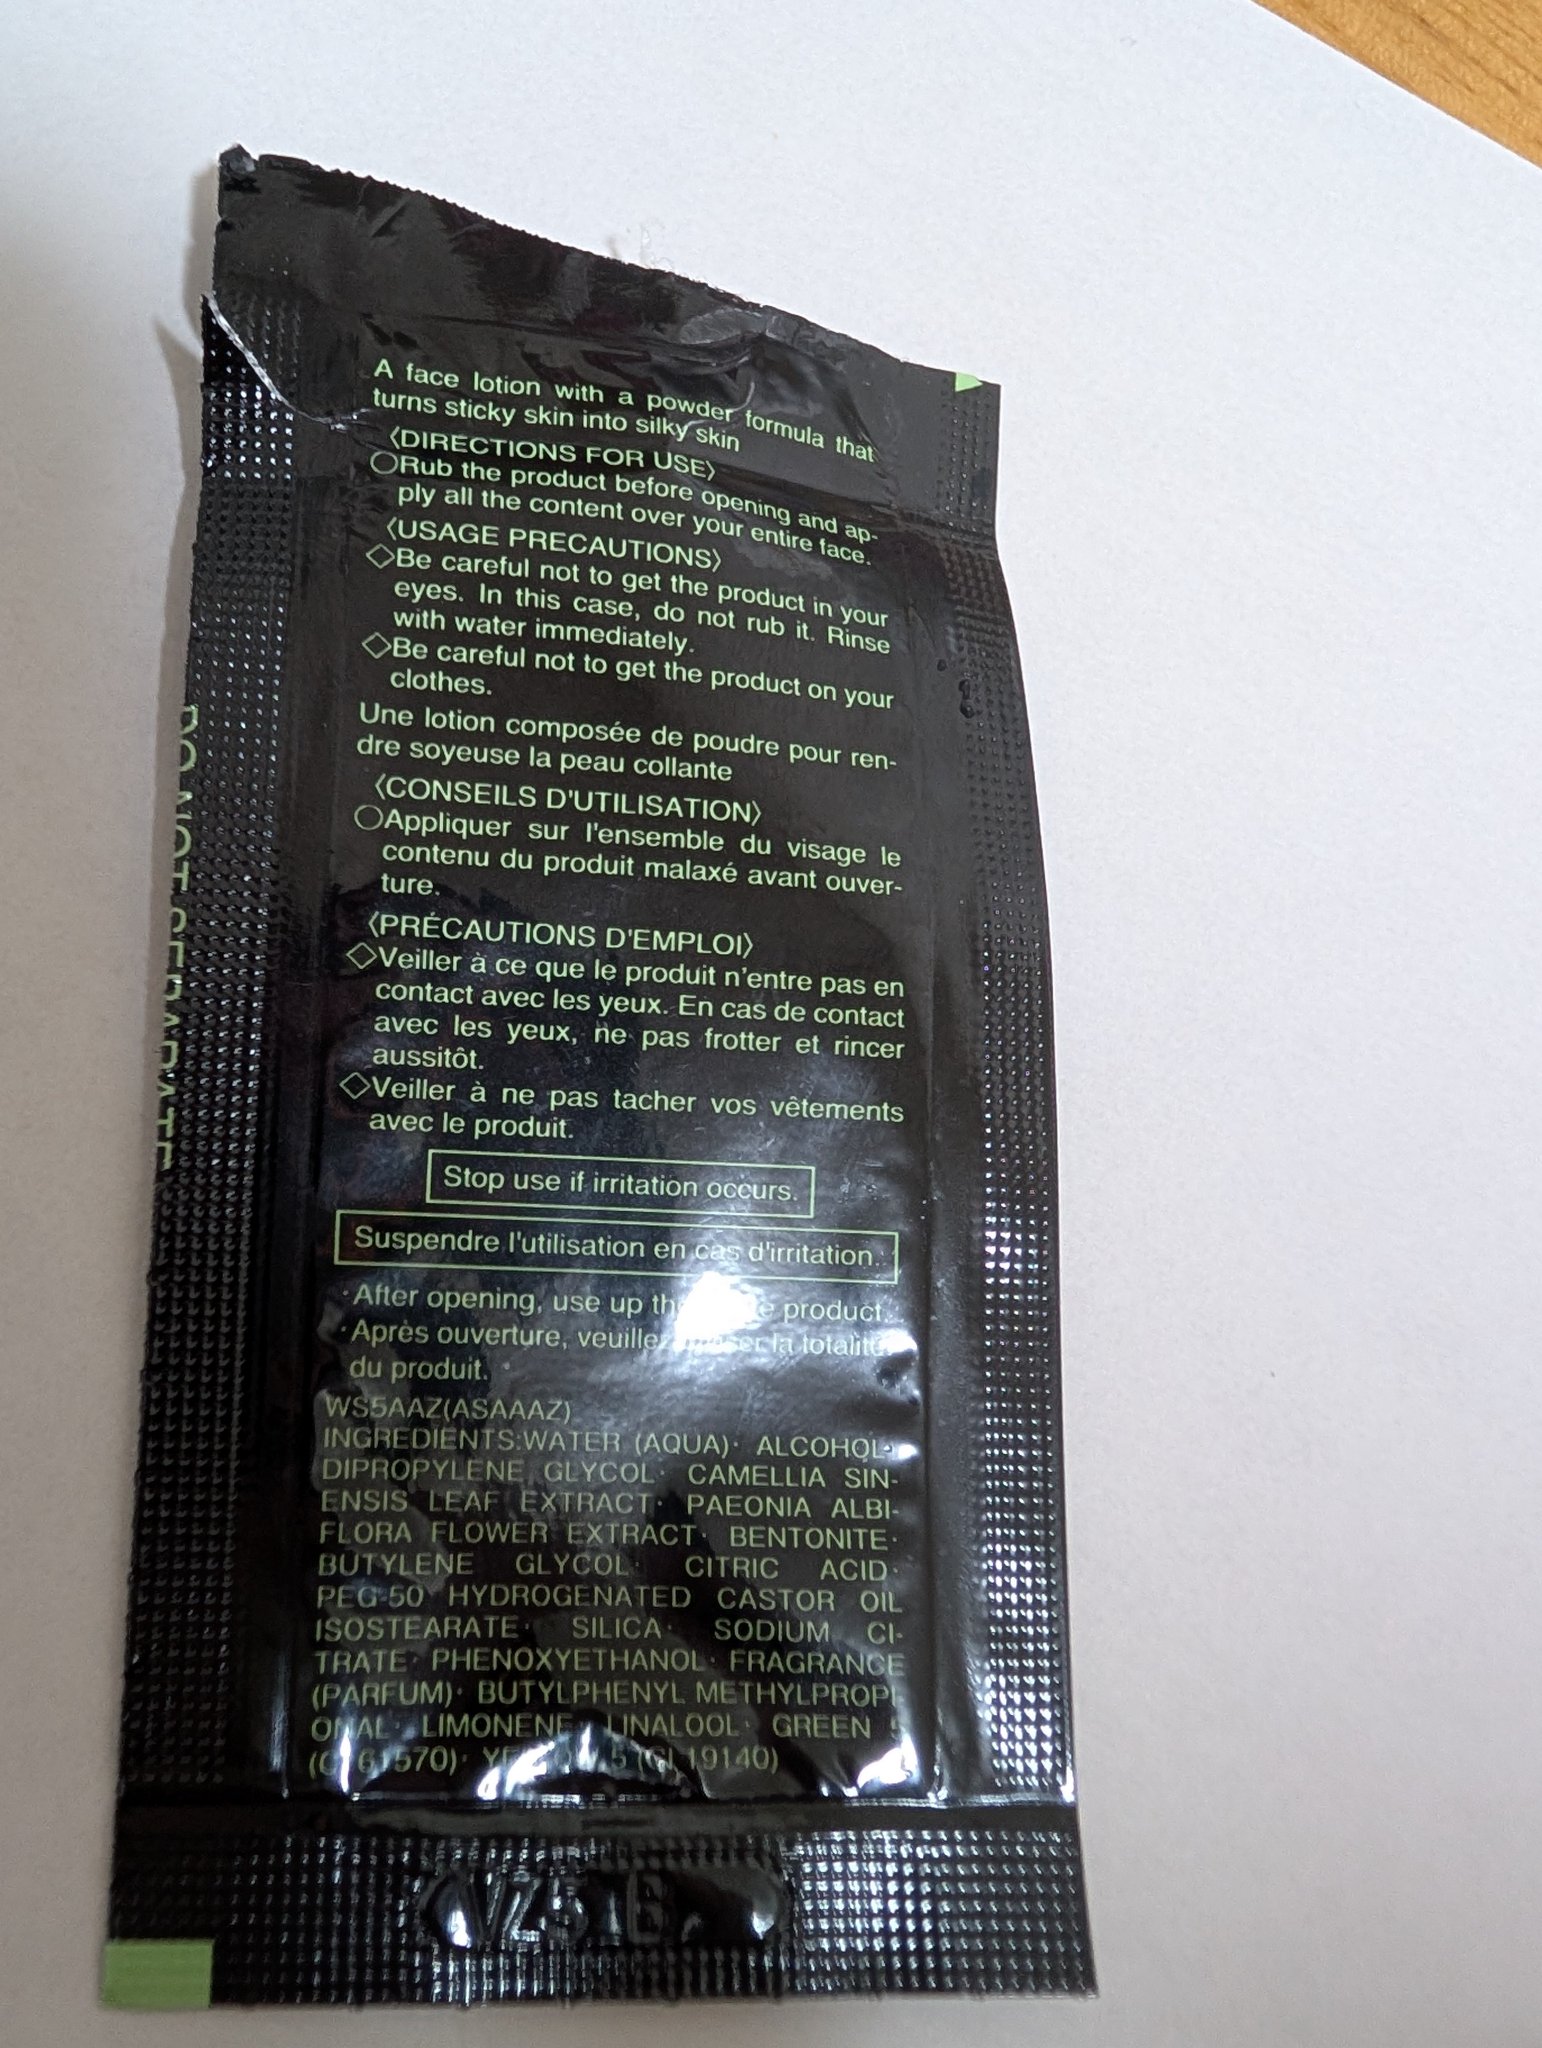 A face lotion with a powder formula that
turns sticky skin into silky skin
〈DIRECTIONS FOR USE〉
○Rub the product before opening and ap-
ply all the content over your entire face.
〈USAGE PRECAUTIONS〉
◇Be careful not to get the product in your
eyes. In this case, do not rub it. Rinse
with water immediately.
◇Be careful not to get the product on your
clothes.
Une lotion composée de poudre pour ren-
dre soyeuse la peau collante
〈CONSEILS D'UTILISATION〉
○Appliquer sur l'ensemble du visage le
contenu du produit malaxé avant ouver-
ture.
〈PRÉCAUTIONS D'EMPLOI〉
◇Veiller à ce que le produit n'entre pas en
contact avec les yeux. En cas de contact
avec les yeux, ne pas frotter et rincer
aussitôt.
◇Veiller à ne pas tacher vos vêtements
avec le produit.
Stop use if irritation occurs.
Suspendre l'utilisation en cas d'irritation.
·After opening, use up product.
·Après ouverture, veuillez la totalité
du produit.
WS5AAZ(ASAAAZ)
INGREDIENTS:WATER (AQUA)· ALCOHOL·
DIPROPYLENE GLYCOL· CAMELLIA SIN-
ENSIS LEAF EXTRACT· PAEONIA ALBI-
FLORA FLOWER EXTRACT· BENTONITE·
BUTYLENE GLYCOL· CITRIC ACID·
PEG-50 HYDROGENATED CASTOR OIL
ISOSTEARATE· SILICA· SODIUM CI-
TRATE· PHENOXYETHANOL· FRAGRANCE
(PARFUM)· BUTYLPHENYL METHYLPROPI
ONAL· LIMONENE· LINALOOL· GREEN 5
(CI 61570)· YELLOW 5 (CI 19140)
DO NOT SEPARATE